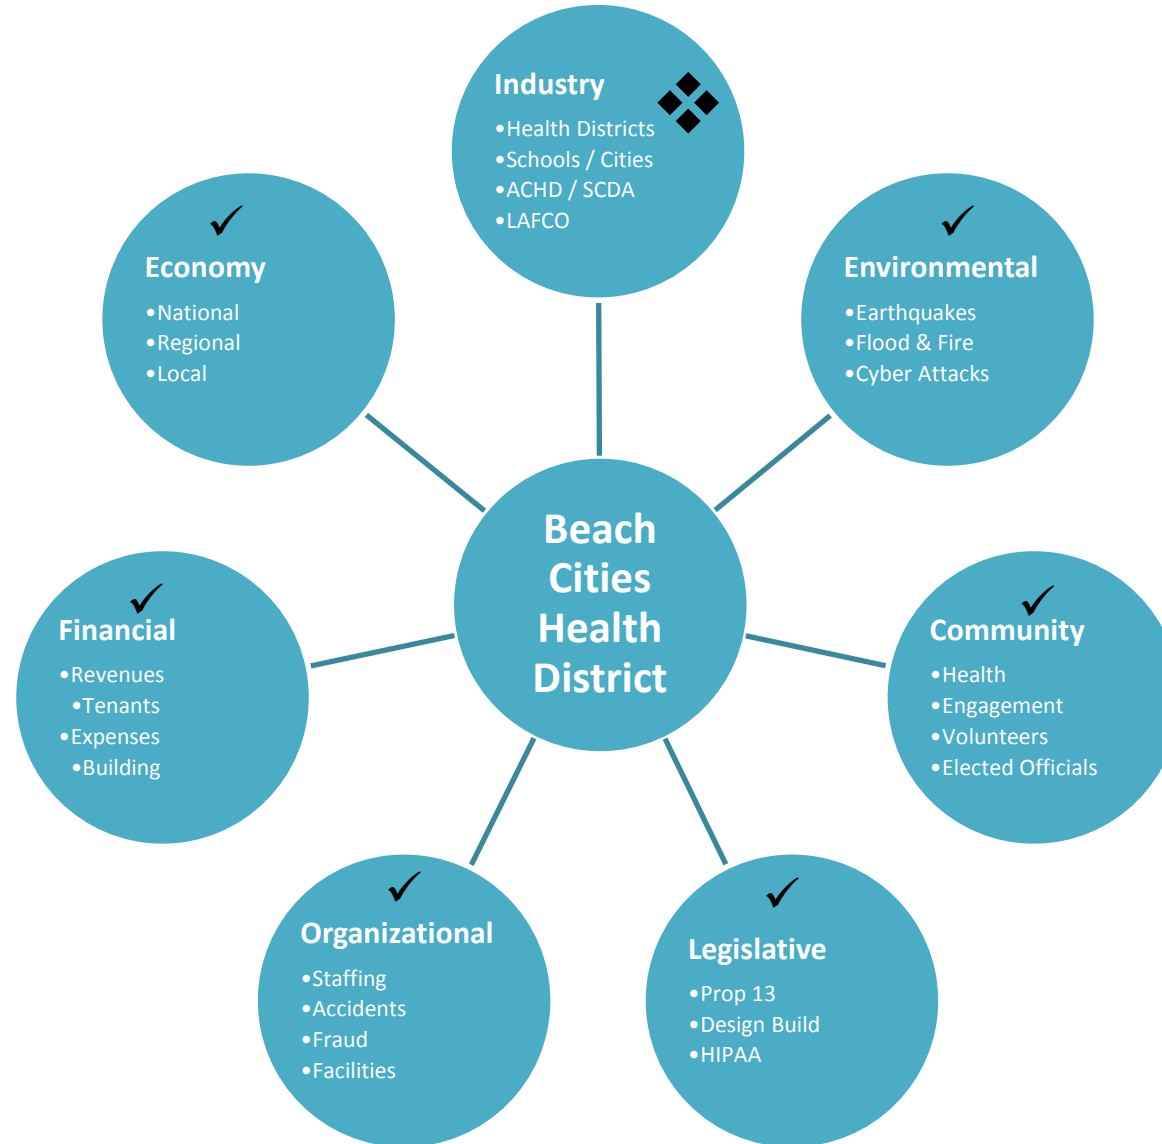 Industry
•Health Districts
•Schools / Cities
•ACHD / SCDA
•LAFCO
Economy
•National
•Regional
•Local
Environmental
•Earthquakes
•Flood & Fire
•Cyber Attacks
Beach
Cities
Health
District
Financial
•Revenues
•Tenants
•Expenses
•Building
Community
•Health
•Engagement
•Volunteers
•Elected Officials
Organizational
•Staffing
•Accidents
•Fraud
•Facilities
Legislative
•Prop 13
•Design Build
•HIPAA